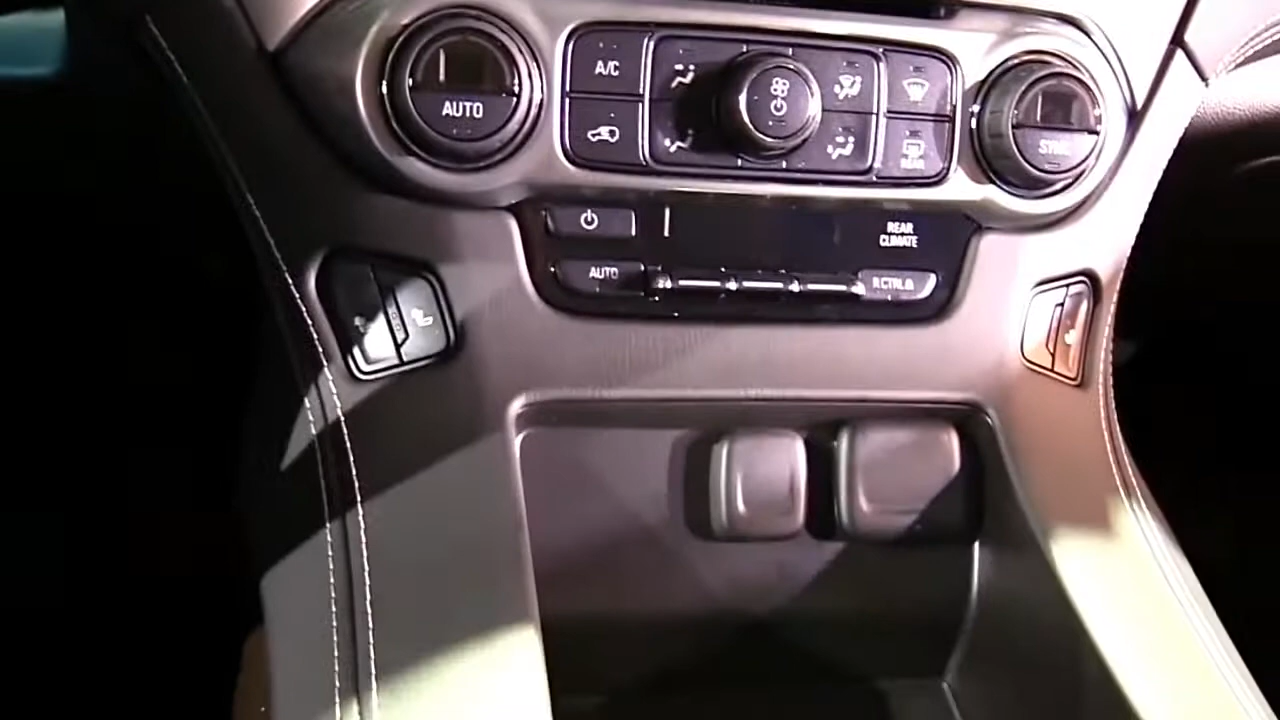 AUTO
A/C
REAR
SYNC
REAR
CLIMATE
AUTO
R CTRL